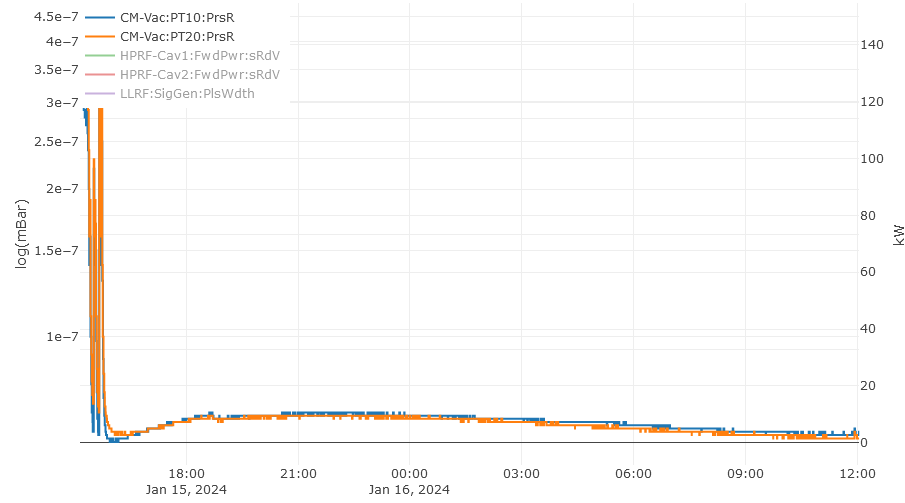 CM-Vac:PT10:PrsR
CM-Vac:PT20:PrsR
HPRF-Cav1:FwdPwr:sRdV
HPRF-Cav2:FwdPwr:sRdV
LLRF:SigGen:PlsWdth
4.5e−7
4e−7
3.5e−7
3e−7
2.5e−7
2e−7
1.5e−7
1e−7
log(mBar)
140
120
100
80
60
40
20
0
kW
18:00
Jan 15, 2024
21:00
00:00
Jan 16, 2024
03:00
06:00
09:00
12:00